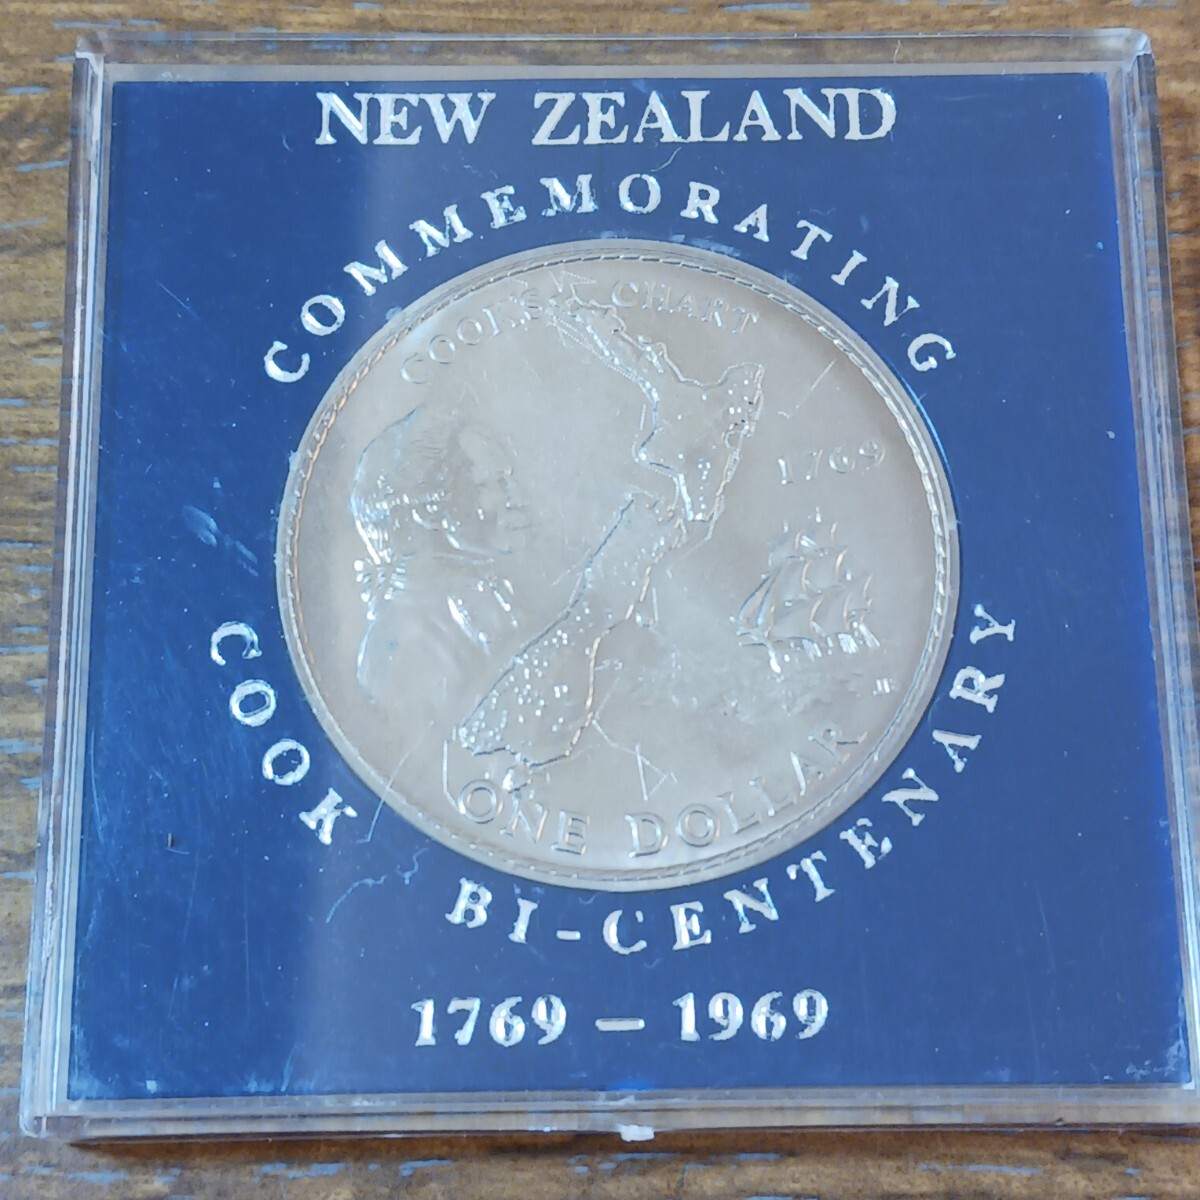 NEW ZEALAND
COMMEMORATING
COOK'S CHART
1769
ONE DOLLAR
COOK BI-CENTENARY
1769 – 1969